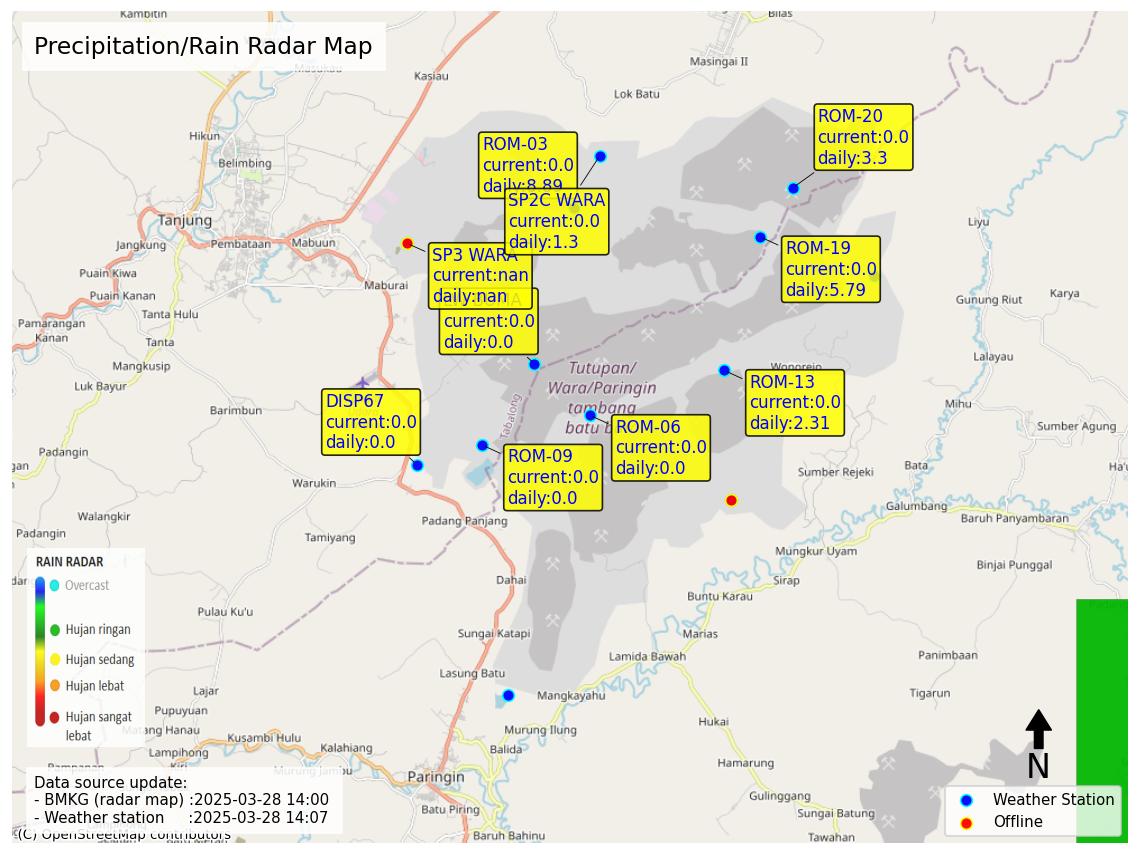 Precipitation/Rain Radar Map
Kambitin
Kasiau
Bilas
Masingai II
Lok Batu
Hikun
Belimbing
Tanjung
Jangkung
Pembataan
Mabuun
Maburai
Puain Kiwa
Puain Kanan
Pamarangan
Kanan
Tanta Hulu
Tanta
Mangkusip
Luk Bayur
Barimbun
Padangin
Warukin
Walangkir
Padangin
Tamiyang
Padang Panjang
Liyu
Gunung Riut
Karya
Lalayau
Mihu
Sumber Agung
Bata
Sumber Rejeki
Galumbang
Baruh Panyambaran
Mungkur Uyam
Binjai Punggal
Sirap
Buntu Karau
Wonorejo
Tabalong
Tutupan/
Wara/Paringin
tambang
ROM-03
current:0.0
daily:8.89
SP2C WARA
current:0.0
daily:1.3
ROM-20
current:0.0
daily:3.3
ROM-19
current:0.0
daily:5.79
SP3 WARA
current:nan
daily:nan
current:0.0
daily:0.0
ROM-13
current:0.0
daily:2.31
DISP67
current:0.0
daily:0.0
ROM-06
current:0.0
daily:0.0
ROM-09
current:0.0
daily:0.0
Dahai
Pulau Ku'u
Sungai Katapi
Marias
Lamida Bawah
Panimbaan
Lasung Batu
Mangkayahu
Tigarun
Lajar
Pupuyuan
Matang Hanau
Kusambi Hulu
Lampihong
Kalahiang
Murung Jambu
Murung Ilung
Balida
Hukai
Hamarung
Paringin
Batu Piring
Gulinggang
Sungai Batung
Tawahan
Baruh Bahinu
RAIN RADAR
Overcast
Hujan ringan
Hujan sedang
Hujan lebat
Hujan sangat
lebat
Data source update:
- BMKG (radar map) :2025-03-28 14:00
- Weather station :2025-03-28 14:07
(C) OpenStreetMap contributors
N
Weather Station
Offline